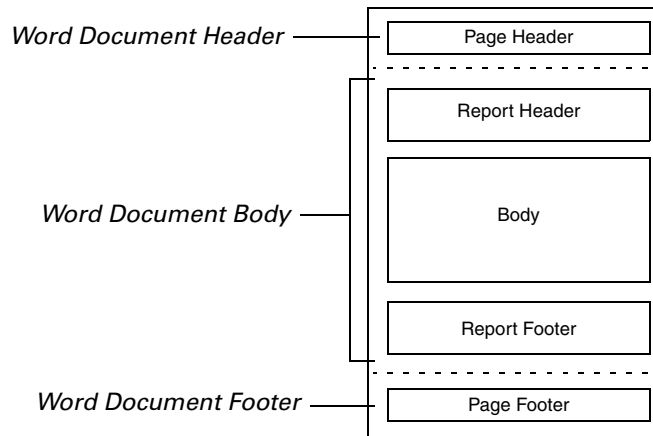 Word Document Header
Page Header
Report Header
Word Document Body
Body
Report Footer
Word Document Footer
Page Footer